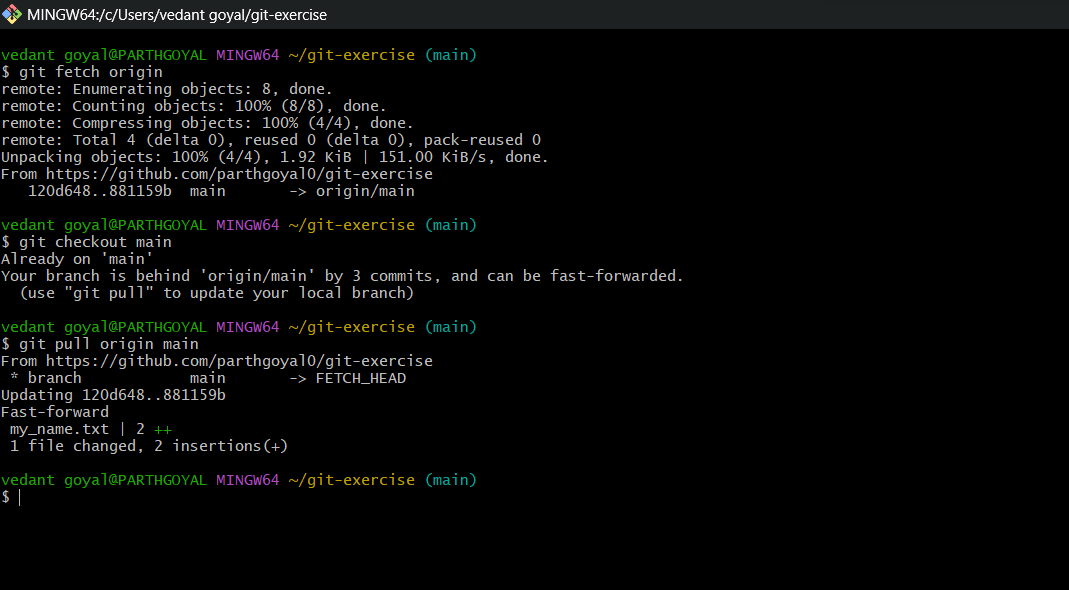 MINGW64:/c/Users/vedant goyal/git-exercise
vedant goyal@PARTHGOYAL MINGW64 ~/git-exercise (main)
$ git fetch origin
remote: Enumerating objects: 8, done.
remote: Counting objects: 100% (8/8), done.
remote: Compressing objects: 100% (4/4), done.
remote: Total 4 (delta 0), reused 0 (delta 0), pack-reused 0
Unpacking objects: 100% (4/4), 1.92 KiB | 151.00 KiB/s, done.
From https://github.com/parthgoyal0/git-exercise
   120d648..881159b  main       -> origin/main
vedant goyal@PARTHGOYAL MINGW64 ~/git-exercise (main)
$ git checkout main
Already on 'main'
Your branch is behind 'origin/main' by 3 commits, and can be fast-forwarded.
  (use "git pull" to update your local branch)
vedant goyal@PARTHGOYAL MINGW64 ~/git-exercise (main)
$ git pull origin main
From https://github.com/parthgoyal0/git-exercise
 * branch            main       -> FETCH_HEAD
Updating 120d648..881159b
Fast-forward
 my_name.txt | 2 ++
 1 file changed, 2 insertions(+)
vedant goyal@PARTHGOYAL MINGW64 ~/git-exercise (main)
$